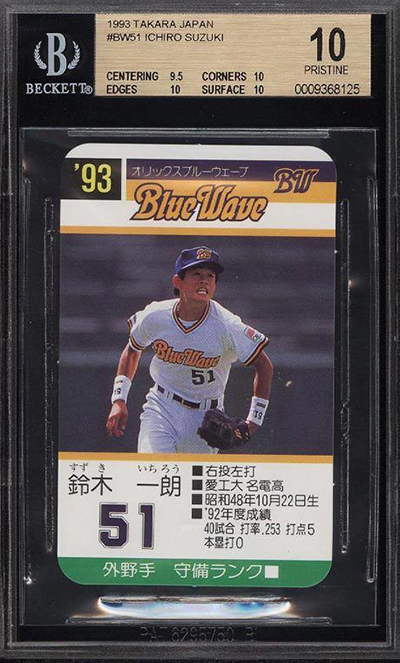 1993 TAKARA JAPAN
#BW51 ICHIRO SUZUKI
B
BECKETT®
CENTERING 9.5 CORNERS 10
EDGES 10 SURFACE 10
10
PRISTINE
0009368125
'93
オリックスブルーウェーブ
BW
Blue Wave
Blue Wave
51
すずき いちろう
鈴木 一朗
51
■右投左打
■愛工大名電高
■昭和48年10月22日生
■'92年度成績
40試合 打率.253 打点5
本塁打0
外野手 守備ランク■